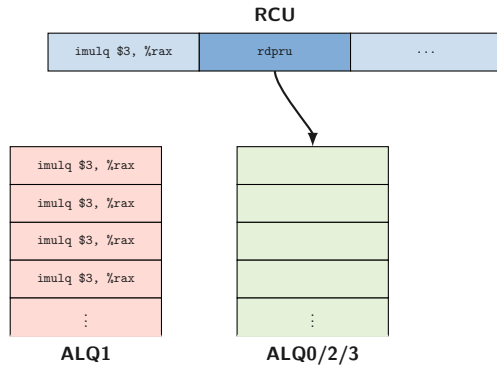 RCU
imulq $3, %rax rdpru ...
imulq $3, %rax
imulq $3, %rax
imulq $3, %rax
imulq $3, %rax
⋮ ⋮
ALQ1 ALQ0/2/3